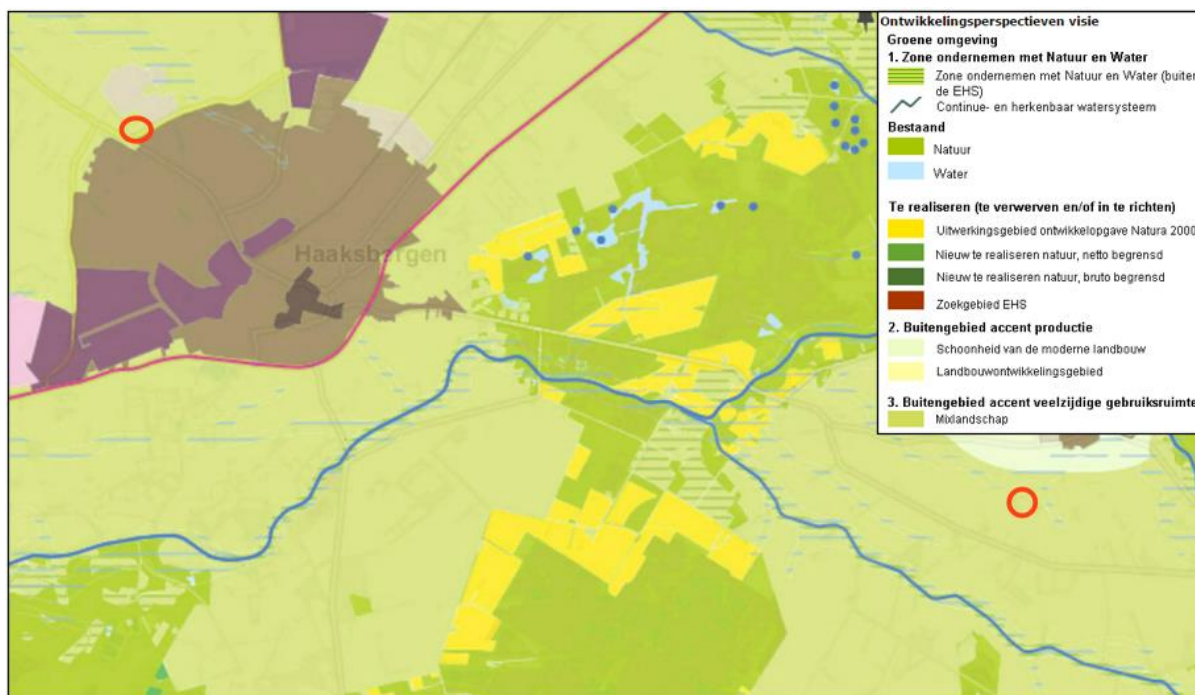 Ontwikkelingsperspectieven visie
Groene omgeving
1. Zone ondernemen met Natuur en Water
Zone ondernemen met Natuur en Water (buiten
de EHS)
Continue- en herkenbaar watersysteem
Bestaand
Natuur
Water
Te realiseren (te verwerven en/of in te richten)
Uitwerkingsgebied ontwikkelopgave Natura 2000
Nieuw te realiseren natuur, netto begrensd
Nieuw te realiseren natuur, bruto begrensd
Zoekgebied EHS
2. Buitengebied accent productie
Schoonheid van de moderne landbouw
Landbouwontwikkelingsgebied
3. Buitengebied accent veelzijdige gebruiksruimte
Mixlandschap
Haaksbergen